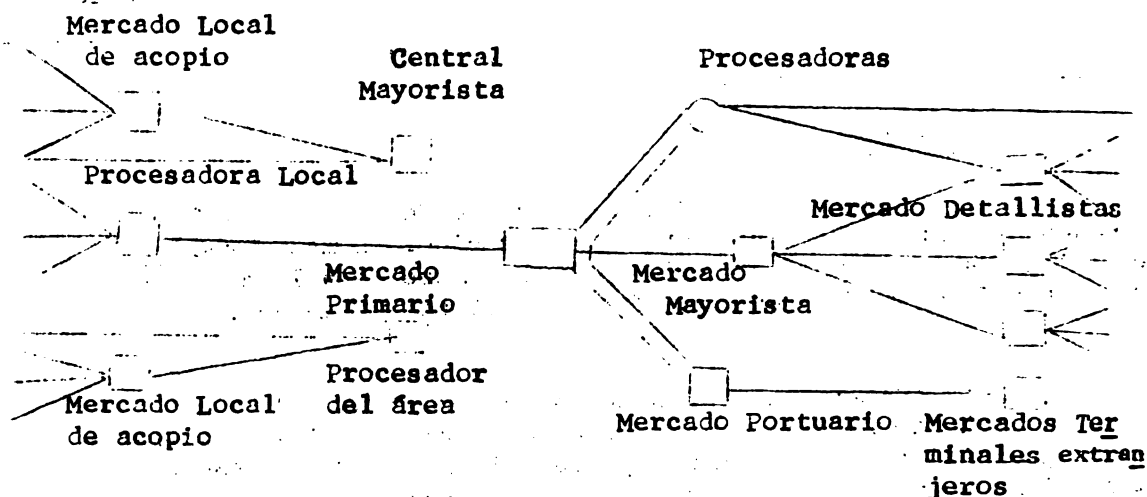 Mercado Local
de acopio
Central
Mayorista
Procesadoras
Procesadora Local
Mercado Detallistas
Mercado
Primario
Mercado
Mayorista
Procesador
del área
Mercado Local
de acopio
Mercado Portuario
Mercados Ter
minales extran
jeros